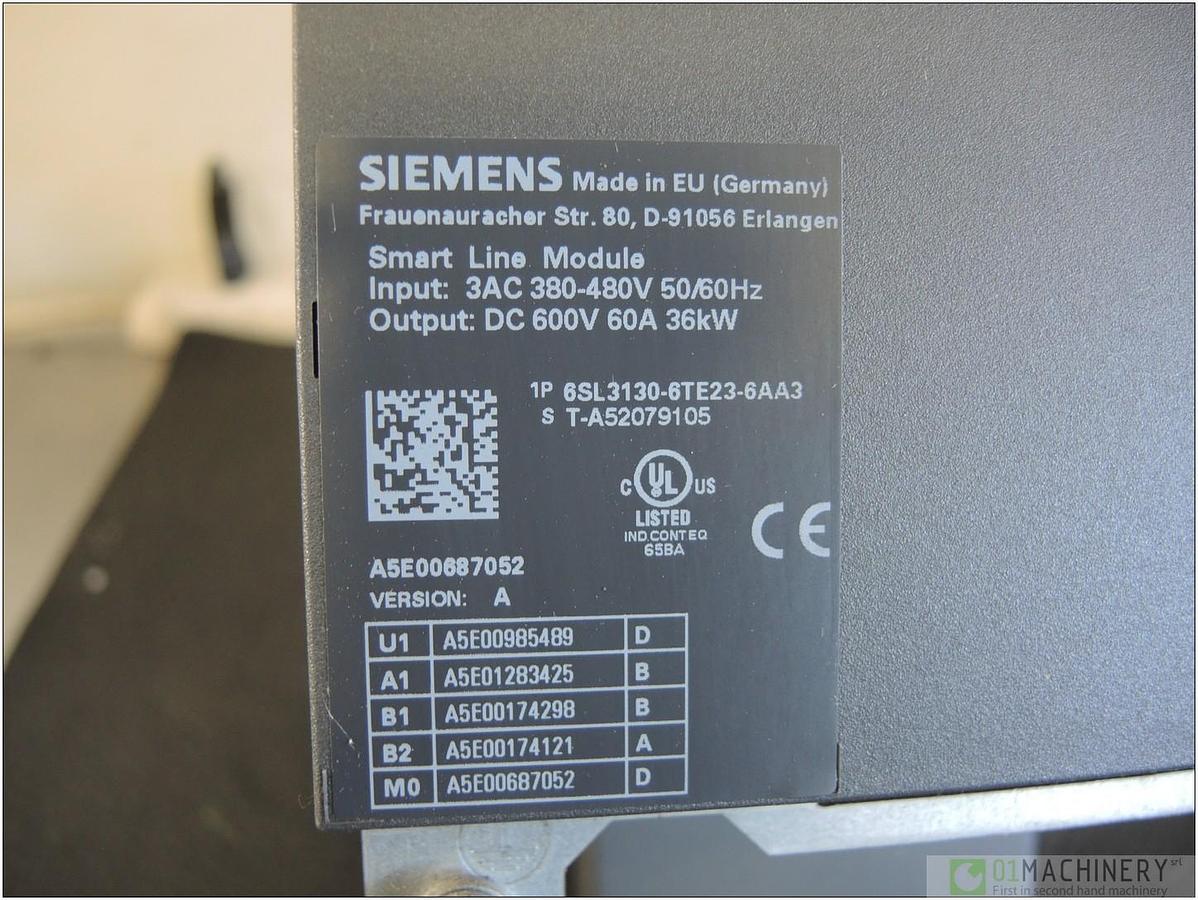 SIEMENS Made in EU (Germany)
Frauenauracher Str. 80, D-91056 Erlangen
Smart Line Module
Input: 3AC 380-480V 50/60Hz
Output: DC 600V 60A 36kW
1P 6SL3130-6TE23-6AA3
S T-A52079105
C UL US
LISTED
IND.CONT.EQ
65BA
CE
A5E00687052
VERSION: A
U1 A5E00985489 D
A1 A5E01283425 B
B1 A5E00174298 B
B2 A5E00174121 A
M0 A5E00687052 D
01MACHINERY srl
First in second hand machinery